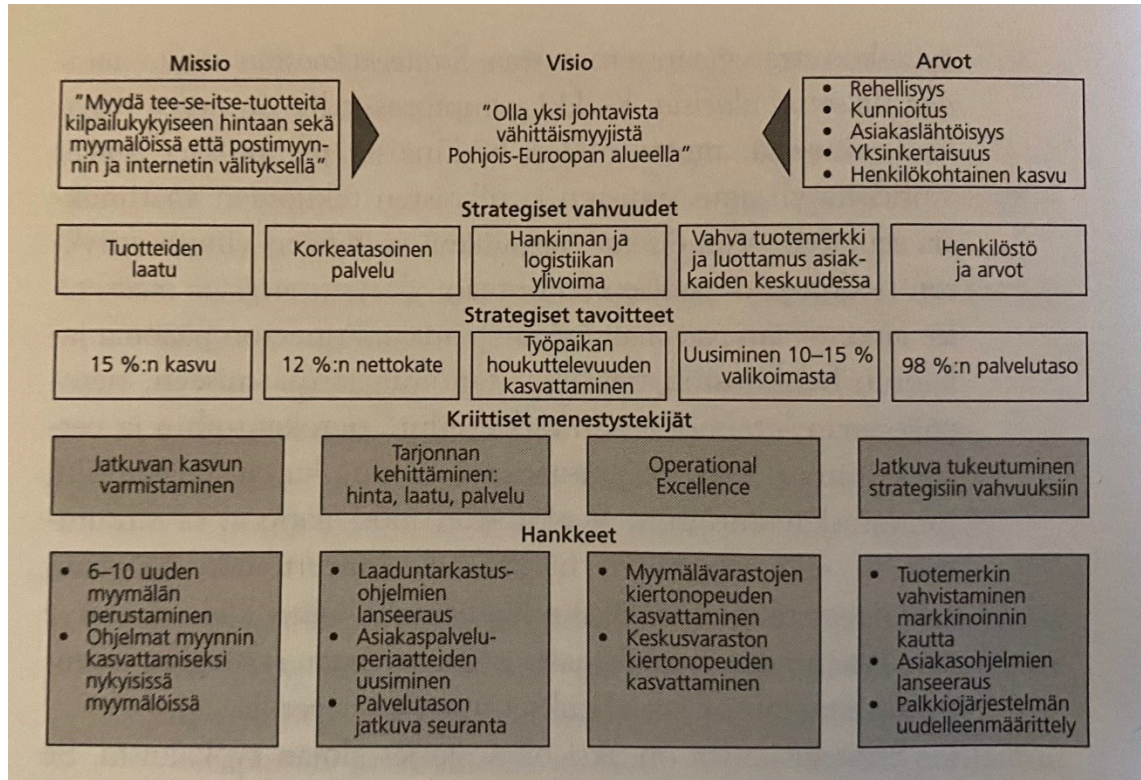 Missio
"Myydä tee-se-itse-tuotteita
kilpailukykyiseen hintaan sekä
myymälöissä että postimyyn-
nin ja internetin välityksellä"
Visio
"Olla yksi johtavista
vähittäismyyjistä
Pohjois-Euroopan alueella"
Arvot
• Rehellisyys
• Kunnioitus
• Asiakaslähtöisyys
• Yksinkertaisuus
• Henkilökohtainen kasvu
Strategiset vahvuudet
Tuotteiden
laatu
Korkeatasoinen
palvelu
Hankinnan ja
logistiikan
ylivoima
Vahva tuotemerkki
ja luottamus asiak-
kaiden keskuudessa
Henkilöstö
ja arvot
Strategiset tavoitteet
15 %:n kasvu
12 %:n nettokate
Työpaikan
houkuttelevuuden
kasvattaminen
Uusiminen 10–15 %
valikoimasta
98 %:n palvelutaso
Kriittiset menestystekijät
Jatkuvan kasvun
varmistaminen
Tarjonnan
kehittäminen:
hinta, laatu, palvelu
Operational
Excellence
Jatkuva tukeutuminen
strategisiin vahvuuksiin
Hankkeet
• 6–10 uuden
myymälän
perustaminen
• Ohjelmat myynnin
kasvattamiseksi
nykyisissä
myymälöissä
• Laaduntarkastus-
ohjelmien
lanseeraus
• Asiakaspalvelu-
periaatteiden
uusiminen
• Palvelutason
jatkuva seuranta
• Myymälävarastojen
kiertonopeuden
kasvattaminen
• Keskusvaraston
kiertonopeuden
kasvattaminen
• Tuotemerkin
vahvistaminen
markkinoinnin
kautta
• Asiakasohjelmien
lanseeraus
• Palkkiojärjestelmän
uudelleenmäärittely